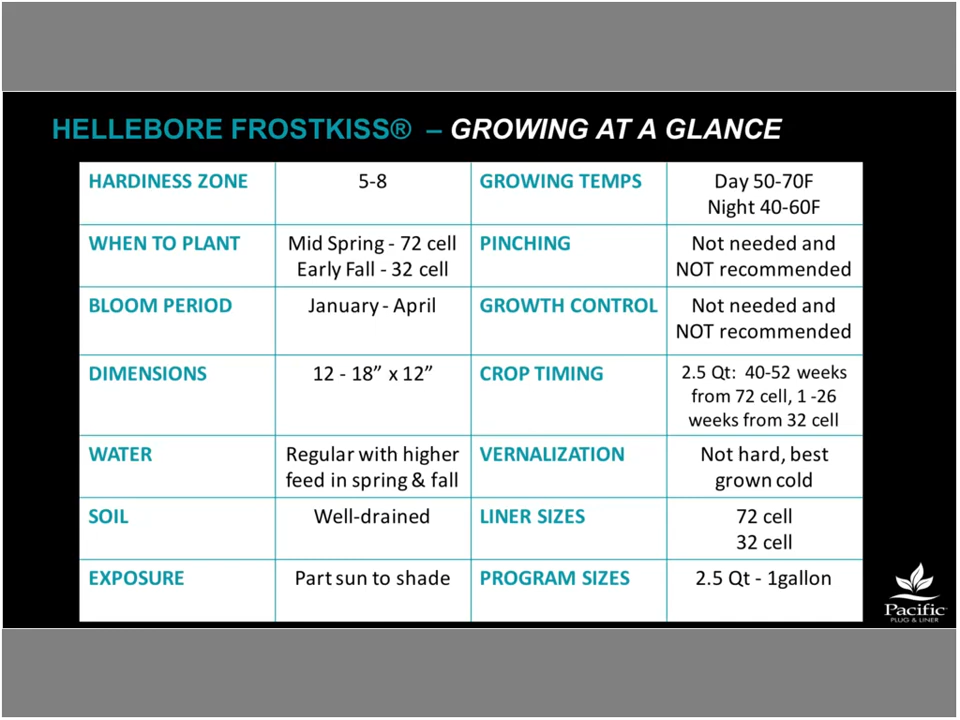 HELLEBORE FROSTKISS® – GROWING AT A GLANCE
HARDINESS ZONE
5-8
GROWING TEMPS
Day 50-70F
Night 40-60F
WHEN TO PLANT
Mid Spring - 72 cell
Early Fall - 32 cell
PINCHING
Not needed and
NOT recommended
BLOOM PERIOD
January - April
GROWTH CONTROL
Not needed and
NOT recommended
DIMENSIONS
12 - 18” x 12”
CROP TIMING
2.5 Qt: 40-52 weeks
from 72 cell, 1 -26
weeks from 32 cell
WATER
Regular with higher
feed in spring & fall
VERNALIZATION
Not hard, best
grown cold
SOIL
Well-drained
LINER SIZES
72 cell
32 cell
EXPOSURE
Part sun to shade
PROGRAM SIZES
2.5 Qt - 1gallon
Pacific
PLUG & LINER